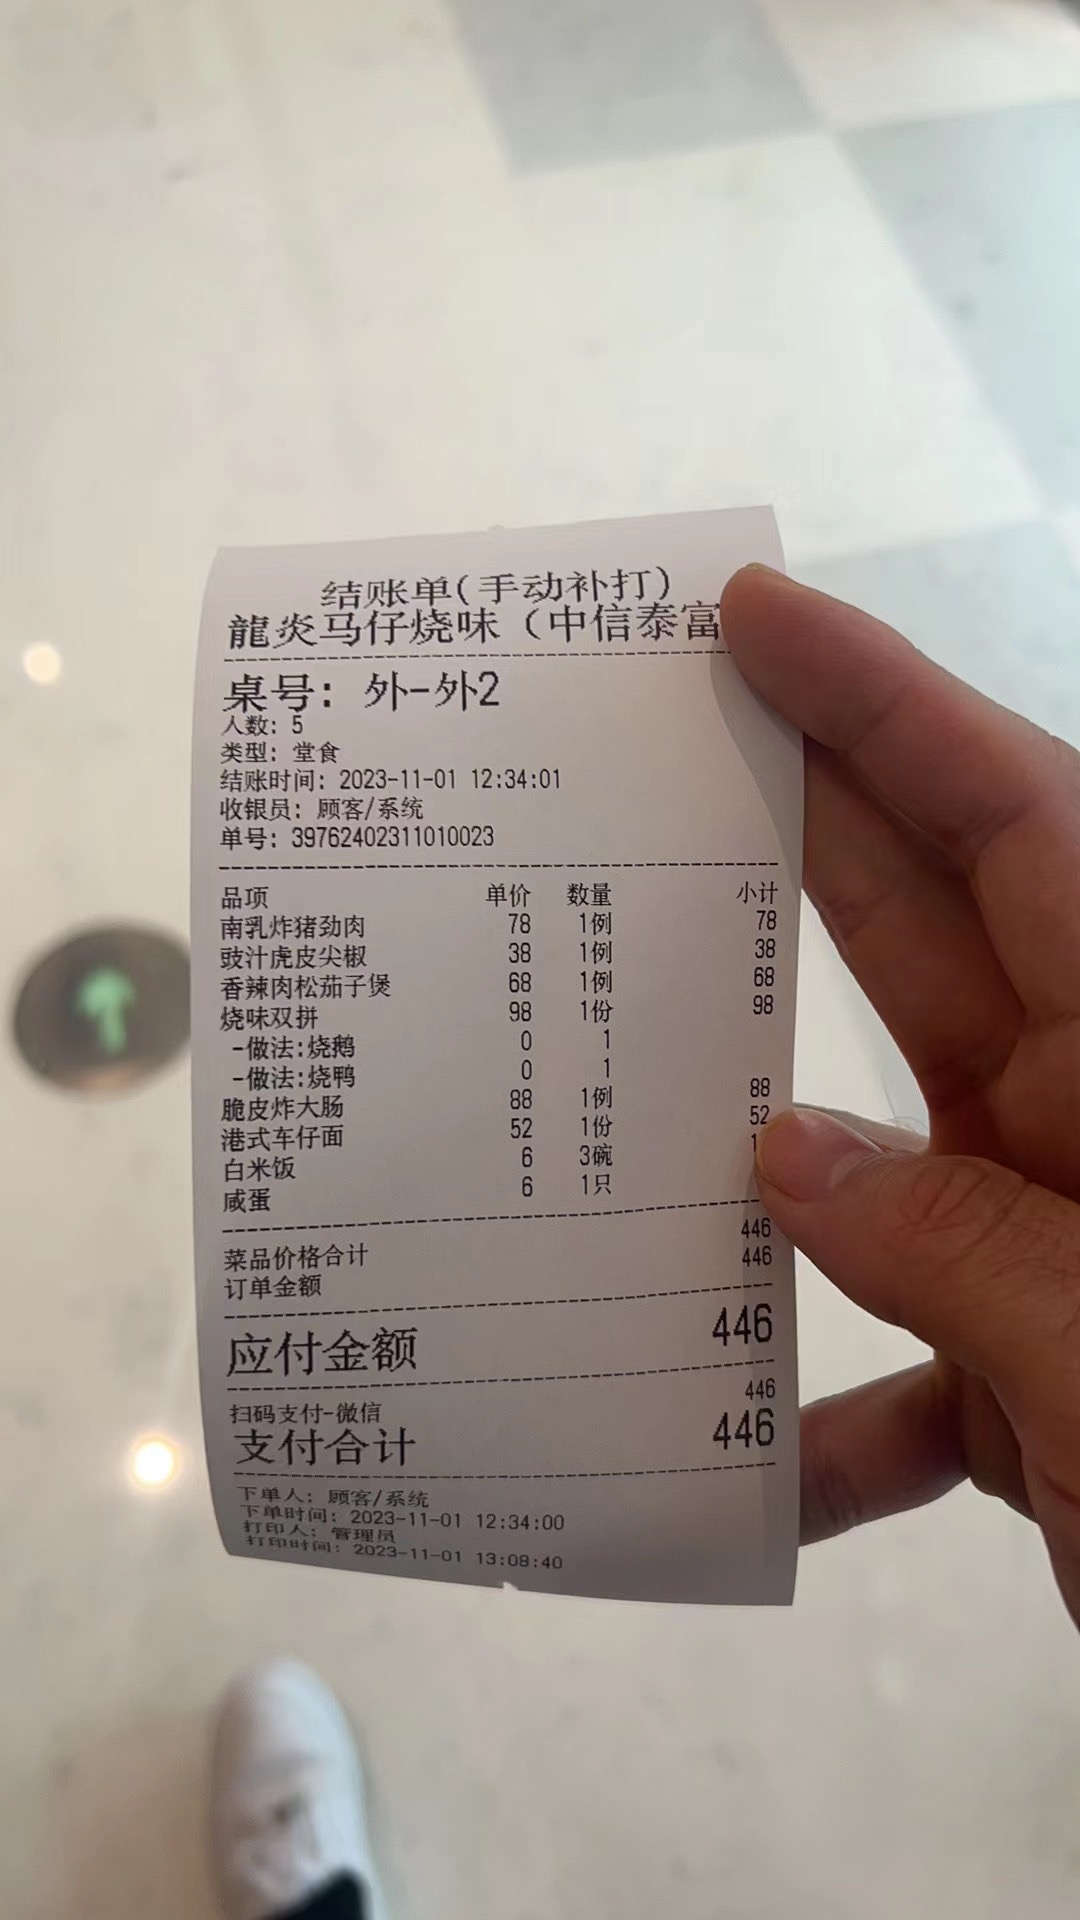 结账单(手动补打)
龍炎马仔烧味（中信泰富
桌号: 外-外2
人数: 5
类型: 堂食
结账时间: 2023-11-01 12:34:01
收银员: 顾客/系统
单号: 39762402311010023
品项 单价 数量 小计
南乳炸猪劲肉 78 1例 78
豉汁虎皮尖椒 38 1例 38
香辣肉松茄子煲 68 1例 68
烧味双拼 98 1份 98
-做法:烧鹅 0 1
-做法:烧鸭 0 1
脆皮炸大肠 88 1例 88
港式车仔面 52 1份 52
白米饭 6 3碗
咸蛋 6 1只
菜品价格合计 446
订单金额 446
应付金额 446
扫码支付-微信 446
支付合计 446
下单人: 顾客/系统
下单时间: 2023-11-01 12:34:00
打印人: 管理员
打印时间: 2023-11-01 13:08:40